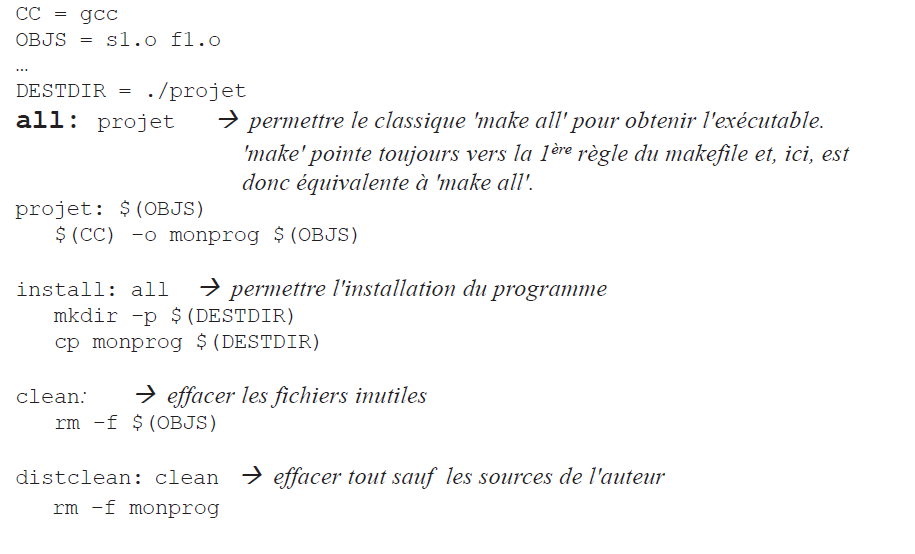 CC = gcc
OBJS = s1.o f1.o
…
DESTDIR = ./projet
all: projet → permettre le classique 'make all' pour obtenir l'exécutable.
'make' pointe toujours vers la 1ère règle du makefile et, ici, est
donc équivalente à 'make all'.
projet: $(OBJS)
$(CC) -o monprog $(OBJS)
install: all → permettre l'installation du programme
mkdir -p $(DESTDIR)
cp monprog $(DESTDIR)
clean: → effacer les fichiers inutiles
rm -f $(OBJS)
distclean: clean → effacer tout sauf les sources de l'auteur
rm -f monprog